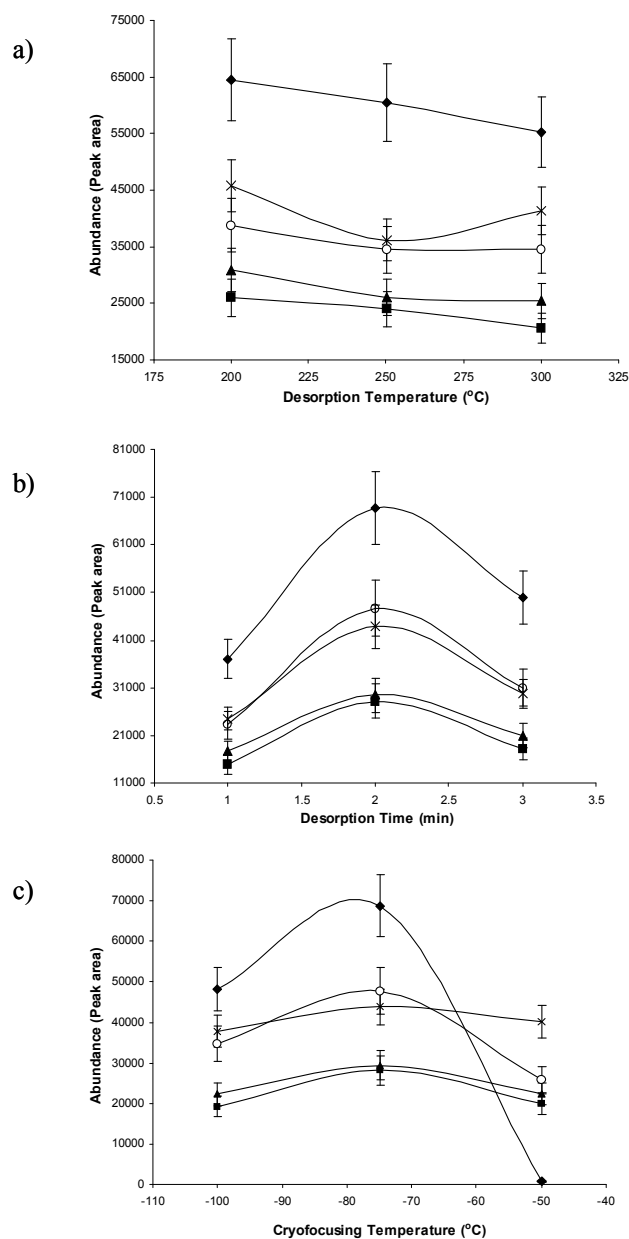 a)
Abundance (Peak area)
75000
65000
55000
45000
35000
25000
15000
175 200 225 250 275 300 325
Desorption Temperature (°C)
b)
Abundance (Peak area)
81000
71000
61000
51000
41000
31000
21000
11000
0.5 1 1.5 2 2.5 3 3.5
Desorption Time (min)
c)
Abundance (Peak area)
80000
70000
60000
50000
40000
30000
20000
10000
0
-110 -100 -90 -80 -70 -60 -50 -40
Cryofocusing Temperature (°C)